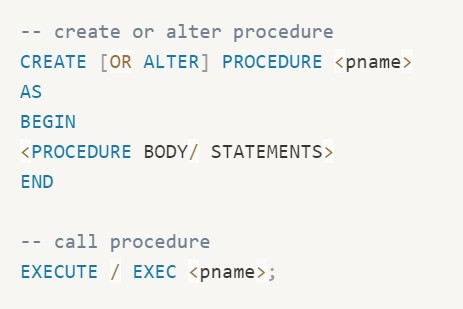 -- create or alter procedure
CREATE [OR ALTER] PROCEDURE <pname>
AS
BEGIN
<PROCEDURE BODY/ STATEMENTS>
END
-- call procedure
EXECUTE / EXEC <pname>;